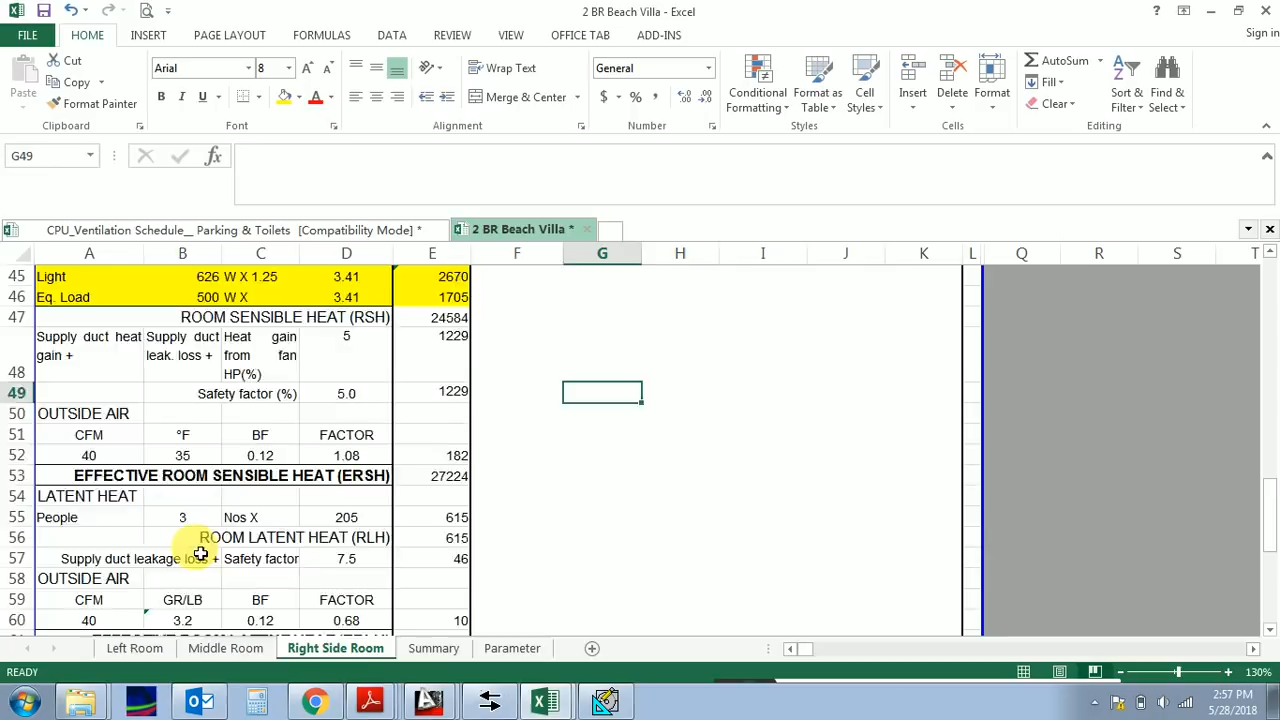 2 BR Beach Villa - Excel
Sign in
FILE HOME INSERT PAGE LAYOUT FORMULAS DATA REVIEW VIEW OFFICE TAB ADD-INS
Paste Cut Copy Format Painter
Arial 8
B I U A
Wrap Text
Merge & Center
General
$ % ,
Conditional Formatting Format as Table Cell Styles
Insert Delete Format
AutoSum Fill Clear
Sort & Filter Find & Select
Clipboard Font Alignment Number Styles Cells Editing
G49 fx
CPU_Ventilation Schedule__ Parking & Toilets [Compatibility Mode] * 2 BR Beach Villa *
A B C D E F G H I J K L Q R S T
45 Light 626 W X 1.25 3.41 2670
46 Eq. Load 500 W X 3.41 1705
47 ROOM SENSIBLE HEAT (RSH) 24584
48 Supply duct heat gain + Supply duct leak. loss + Heat gain from fan HP(%) 5 1229
49 Safety factor (%) 5.0 1229
50 OUTSIDE AIR
51 CFM °F BF FACTOR
52 40 35 0.12 1.08 182
53 EFFECTIVE ROOM SENSIBLE HEAT (ERSH) 27224
54 LATENT HEAT
55 People 3 Nos X 205 615
56 ROOM LATENT HEAT (RLH) 615
57 Supply duct leakage loss + Safety factor 7.5 46
58 OUTSIDE AIR
59 CFM GR/LB BF FACTOR
60 40 3.2 0.12 0.68 10
Left Room Middle Room Right Side Room Summary Parameter
READY 130%
2:57 PM
5/28/2018